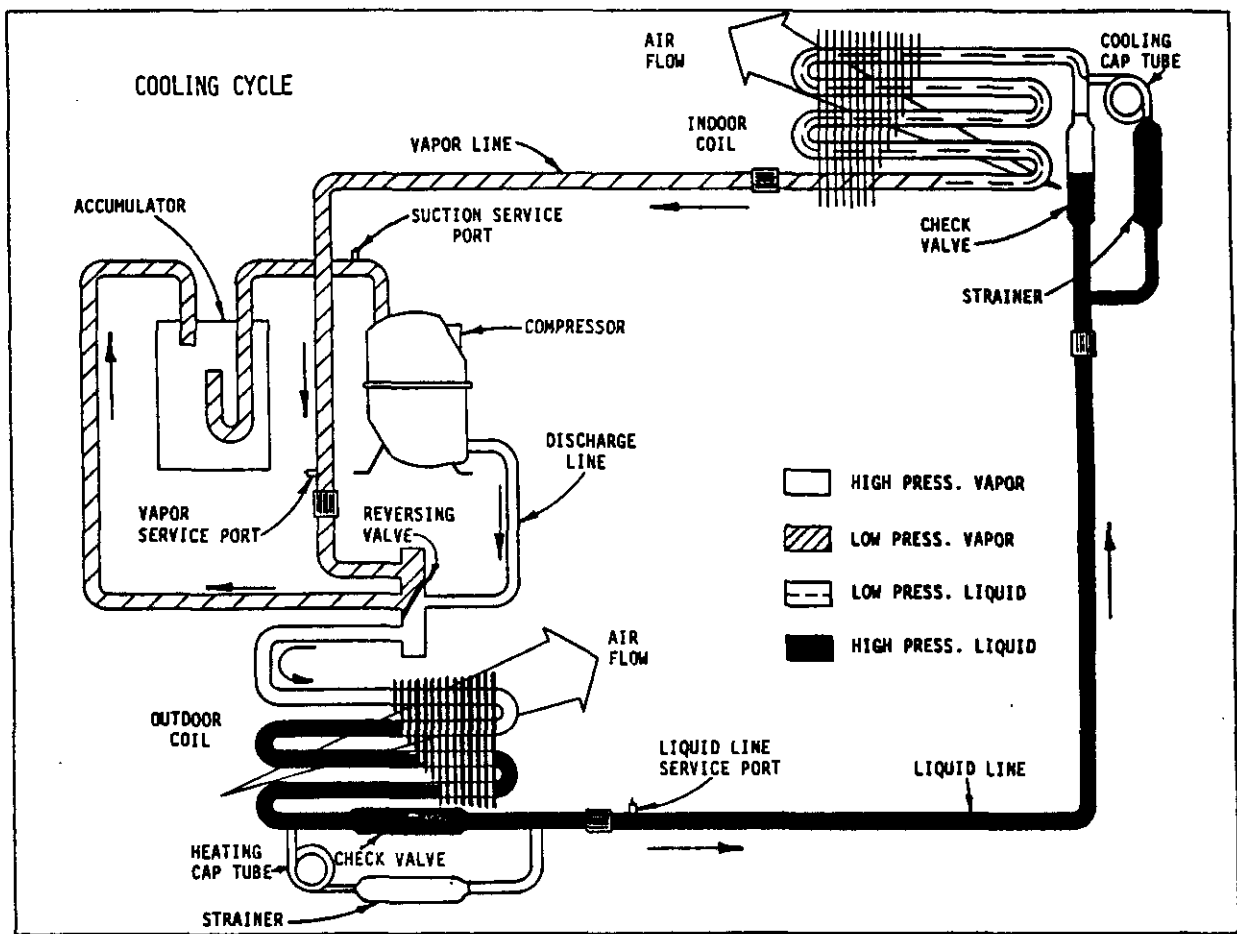 COOLING CYCLE
AIR
FLOW
COOLING
CAP TUBE
INDOOR
COIL
VAPOR LINE
ACCUMULATOR
SUCTION SERVICE
PORT
CHECK
VALVE
STRAINER
COMPRESSOR
DISCHARGE
LINE
VAPOR
SERVICE PORT
REVERSING
VALVE
HIGH PRESS. VAPOR
LOW PRESS. VAPOR
LOW PRESS. LIQUID
HIGH PRESS. LIQUID
AIR
FLOW
OUTDOOR
COIL
LIQUID LINE
SERVICE PORT
LIQUID LINE
HEATING
CAP TUBE
CHECK VALVE
STRAINER